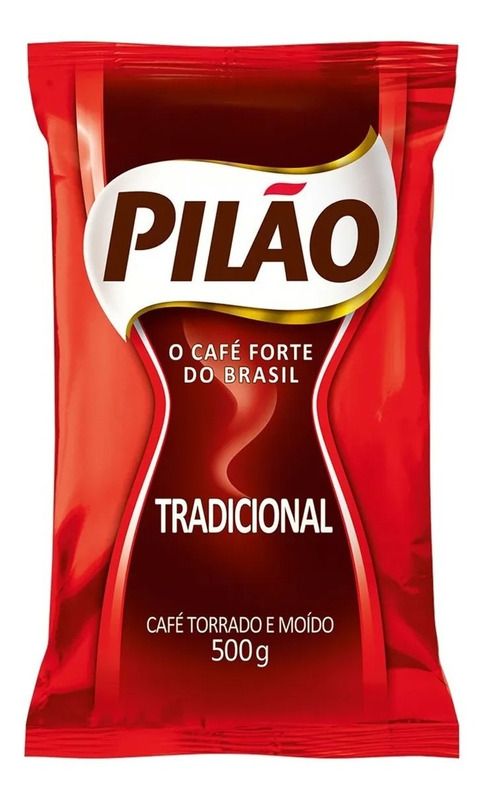 PILÃO
O CAFÉ FORTE
DO BRASIL
TRADICIONAL
CAFÉ TORRADO E MOÍDO
500g